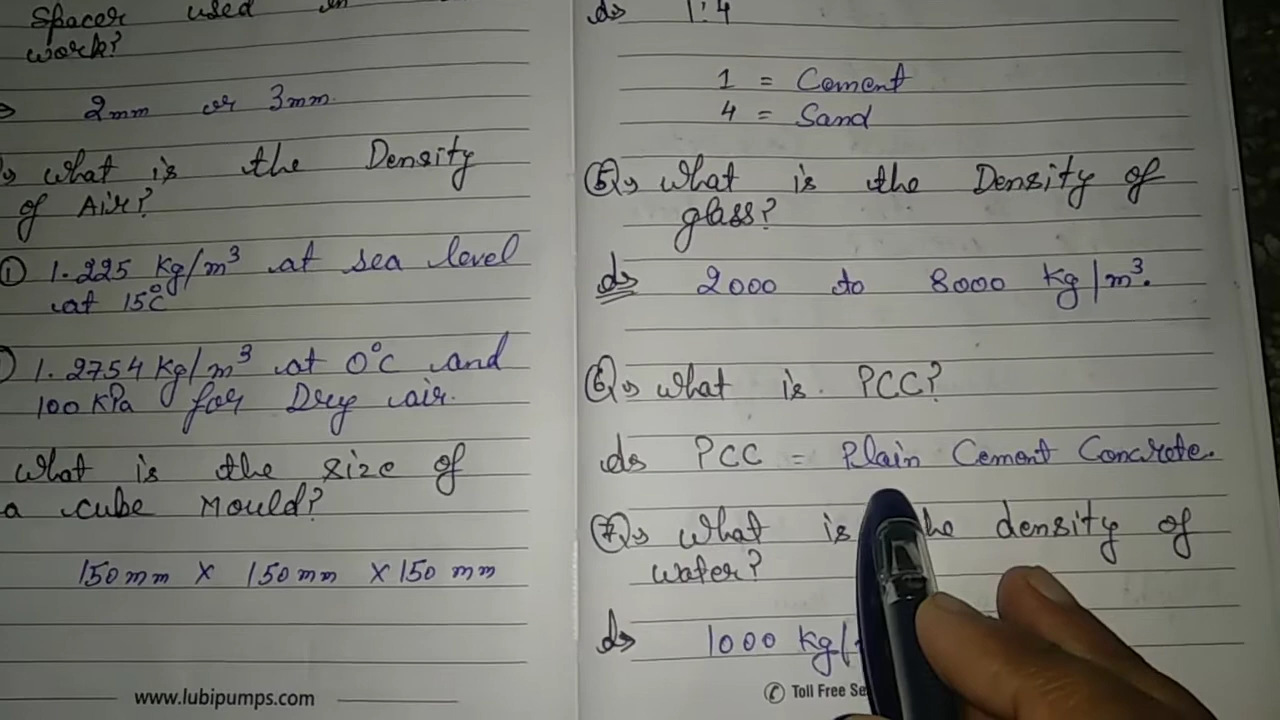 Spacer used in
work?
2mm or 3mm.
what is the Density
of Air?
① 1.225 kg/m³ at sea level
at 15°C
1.2754 kg/m³ at 0°C and
100 KPa for Dry air.
what is the size of
a cube Mould?
150 mm x 150 mm x 150 mm
www.lubipumps.com
1:4
1 = Cement
4 = Sand
⑤ what is the Density of
glass?
2000 to 8000 kg/m³.
⑥ what is PCC?
PCC = Plain Cement Concrete.
⑦ what is the density of
water?
1000 kg/
Toll Free Se